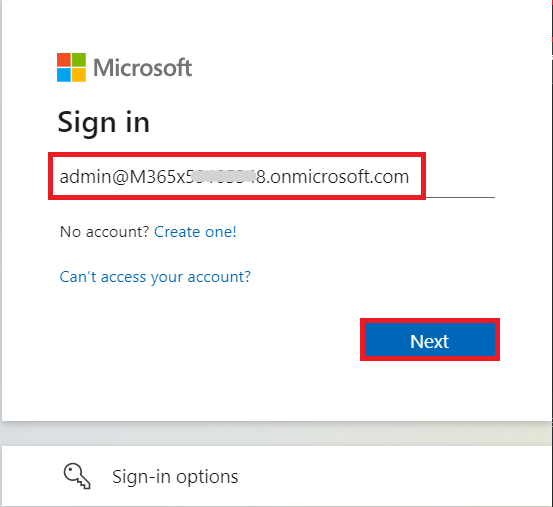 Microsoft
Sign in
admin@M365x5 8.onmicrosoft.com
No account? Create one!
Can't access your account?
Next
Sign-in options